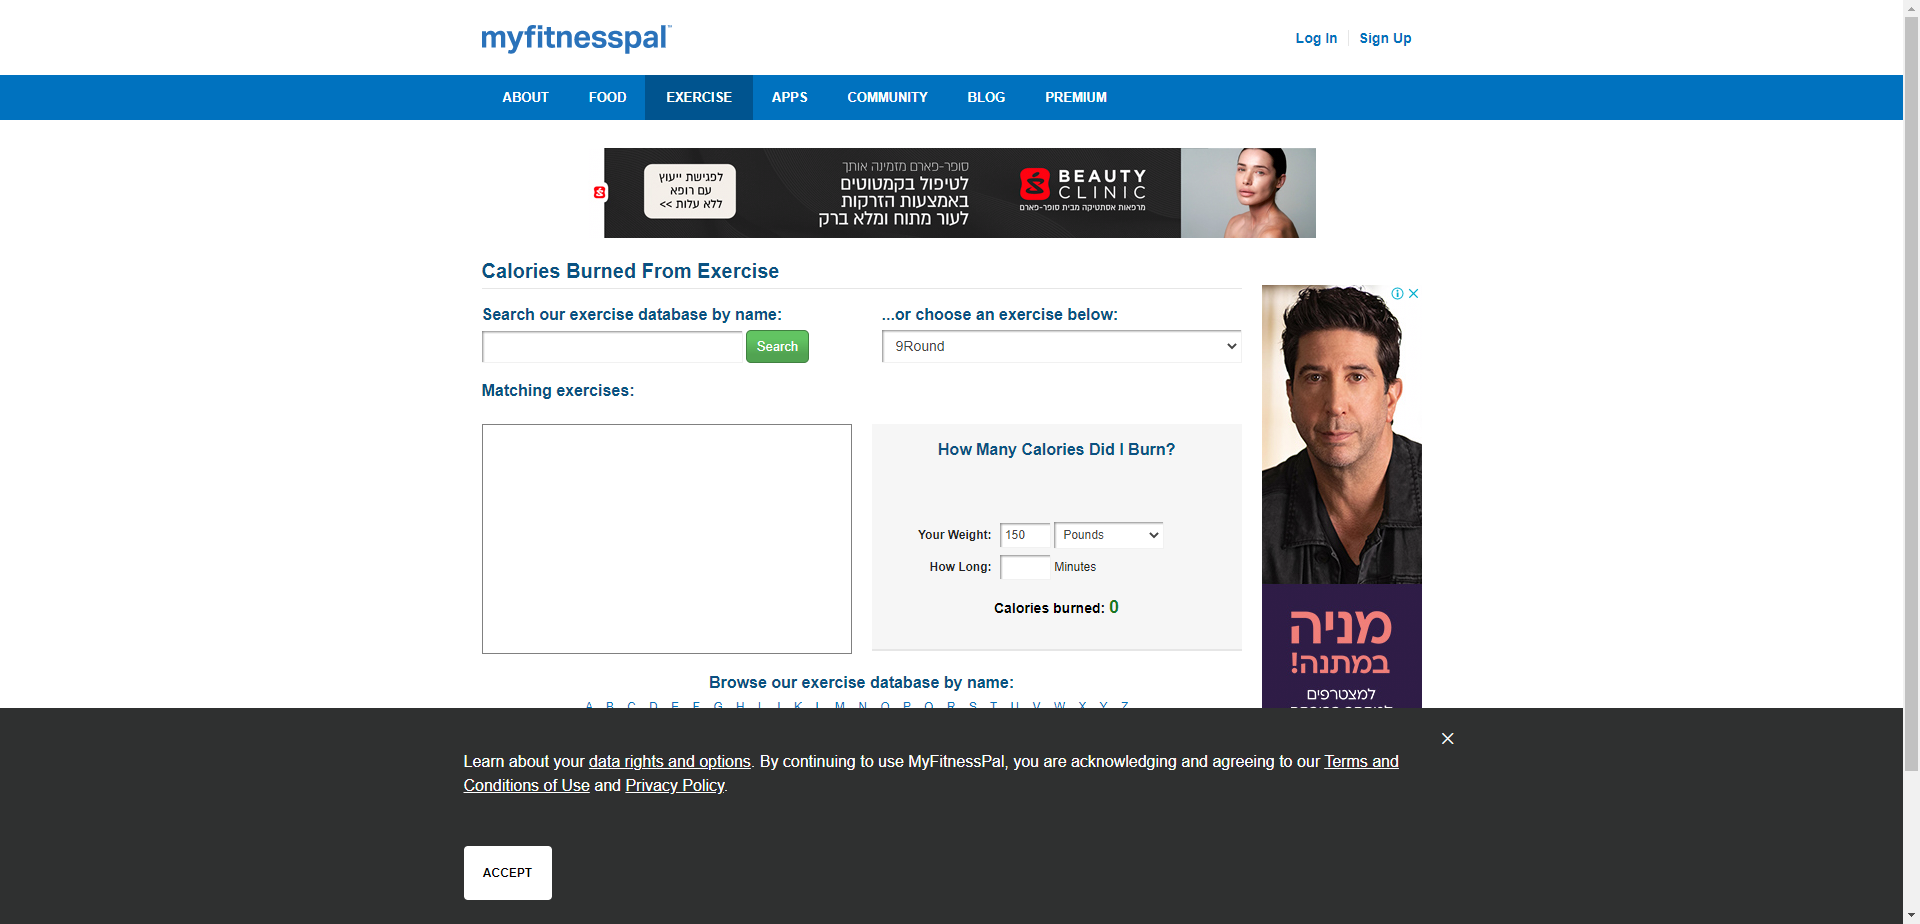 myfitnesspal
Log In
Sign Up
ABOUT
FOOD
EXERCISE
APPS
COMMUNITY
BLOG
PREMIUM
לפגישת ייעוץ
עם רופא
ללא עלות >>
סופר-פארם מזמינה אותך
לטיפול בקמטוטים
באמצעות הזרקות
לעור מתוח ומלא ברק
BEAUTY
CLINIC
מרפאות אסתטיקה מבית סופר-פארם
Calories Burned From Exercise
Search our exercise database by name:
Search
...or choose an exercise below:
9Round
Matching exercises:
How Many Calories Did I Burn?
Your Weight: 150 Pounds
How Long: Minutes
Calories burned: 0
מניה
במתנה!
למצטרפים
Browse our exercise database by name:
A B C D E F G H I J K L M N O P Q R S T U V W X Y Z
Learn about your data rights and options. By continuing to use MyFitnessPal, you are acknowledging and agreeing to our Terms and
Conditions of Use and Privacy Policy.
ACCEPT